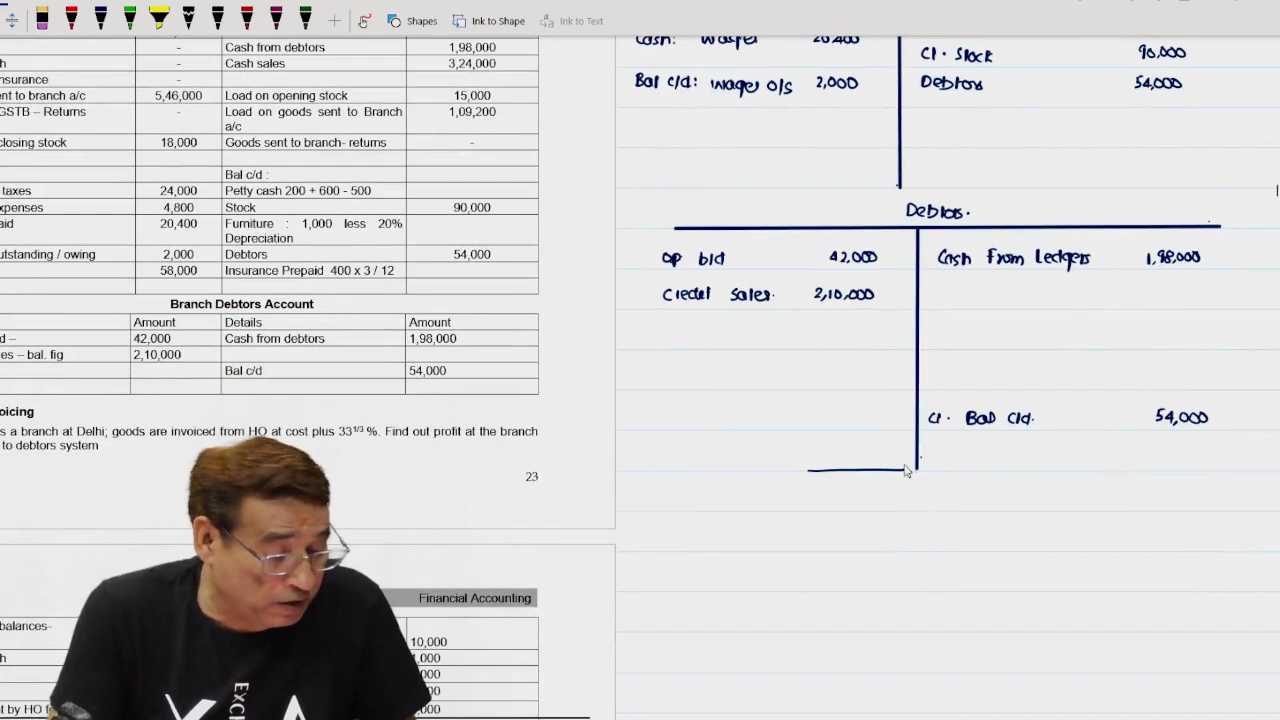 Shapes
Ink to Shape
Ink to Text
- Cash from debtors 1,98,000
h - Cash sales 3,24,000
insurance -
ent to branch a/c 5,46,000 Load on opening stock 15,000
GSTB – Returns - Load on goods sent to Branch 1,09,200
a/c
closing stock 18,000 Goods sent to branch- returns -
Bal c/d :
taxes 24,000 Petty cash 200 + 600 - 500
xpenses 4,800 Stock 90,000
aid 20,400 Furniture : 1,000 less 20%
Depreciation
utstanding / owing 2,000 Debtors 54,000
58,000 Insurance Prepaid 400 x 3 / 12
Branch Debtors Account
Amount Details Amount
d – 42,000 Cash from debtors 1,98,000
es – bal. fig 2,10,000
Bal c/d 54,000
oicing
s a branch at Delhi; goods are invoiced from HO at cost plus 33 1/3 %. Find out profit at the branch
to debtors system
23
Financial Accounting
balances-
10,000
h
t by HO f
Cash: wages 20,400
Cl. Stock 90,000
Bal c/d: wages o/s 2,000
Debtors 54,000
Debtors.
op b/d 42,000 Cash From Ledgers 1,98,000
Credit Sales. 2,10,000
Cl. Bad C/d. 54,000
EXC